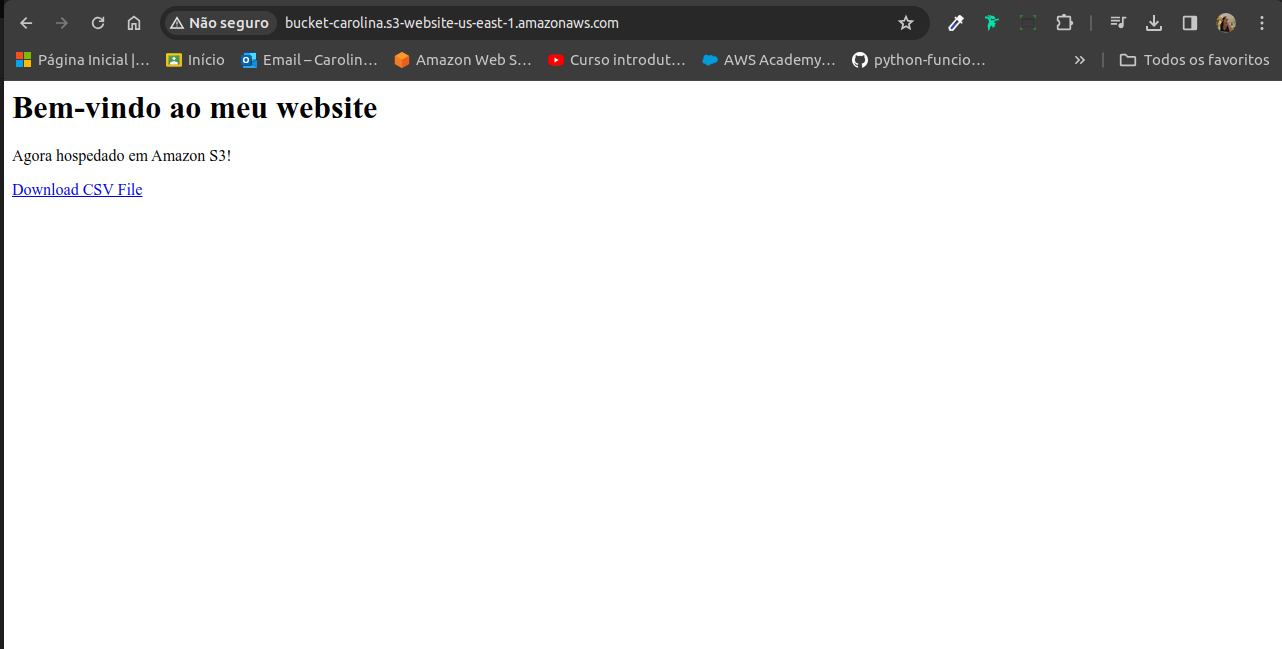 Não seguro bucket-carolina.s3-website-us-east-1.amazonaws.com
Página Inicial |... Início Email – Carolin... Amazon Web S... Curso introdut... AWS Academy... python-funcio... » Todos os favoritos
Bem-vindo ao meu website
Agora hospedado em Amazon S3!
Download CSV File